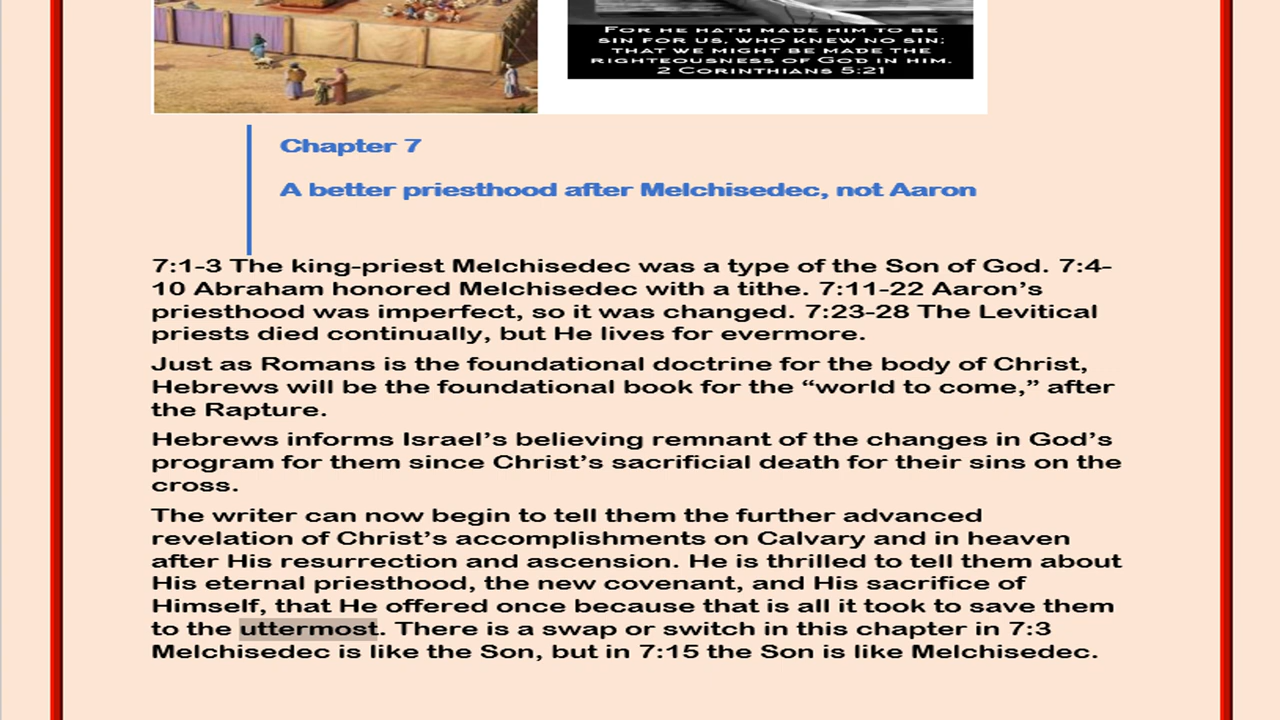 FOR HE HATH MADE HIM TO BE
SIN FOR US, WHO KNEW NO SIN;
THAT WE MIGHT BE MADE THE
RIGHTEOUSNESS OF GOD IN HIM.
2 CORINTHIANS 5:21
Chapter 7
A better priesthood after Melchisedec, not Aaron
7:1-3 The king-priest Melchisedec was a type of the Son of God. 7:4-
10 Abraham honored Melchisedec with a tithe. 7:11-22 Aaron’s
priesthood was imperfect, so it was changed. 7:23-28 The Levitical
priests died continually, but He lives for evermore.
Just as Romans is the foundational doctrine for the body of Christ,
Hebrews will be the foundational book for the “world to come,” after
the Rapture.
Hebrews informs Israel’s believing remnant of the changes in God’s
program for them since Christ’s sacrificial death for their sins on the
cross.
The writer can now begin to tell them the further advanced
revelation of Christ’s accomplishments on Calvary and in heaven
after His resurrection and ascension. He is thrilled to tell them about
His eternal priesthood, the new covenant, and His sacrifice of
Himself, that He offered once because that is all it took to save them
to the uttermost. There is a swap or switch in this chapter in 7:3
Melchisedec is like the Son, but in 7:15 the Son is like Melchisedec.